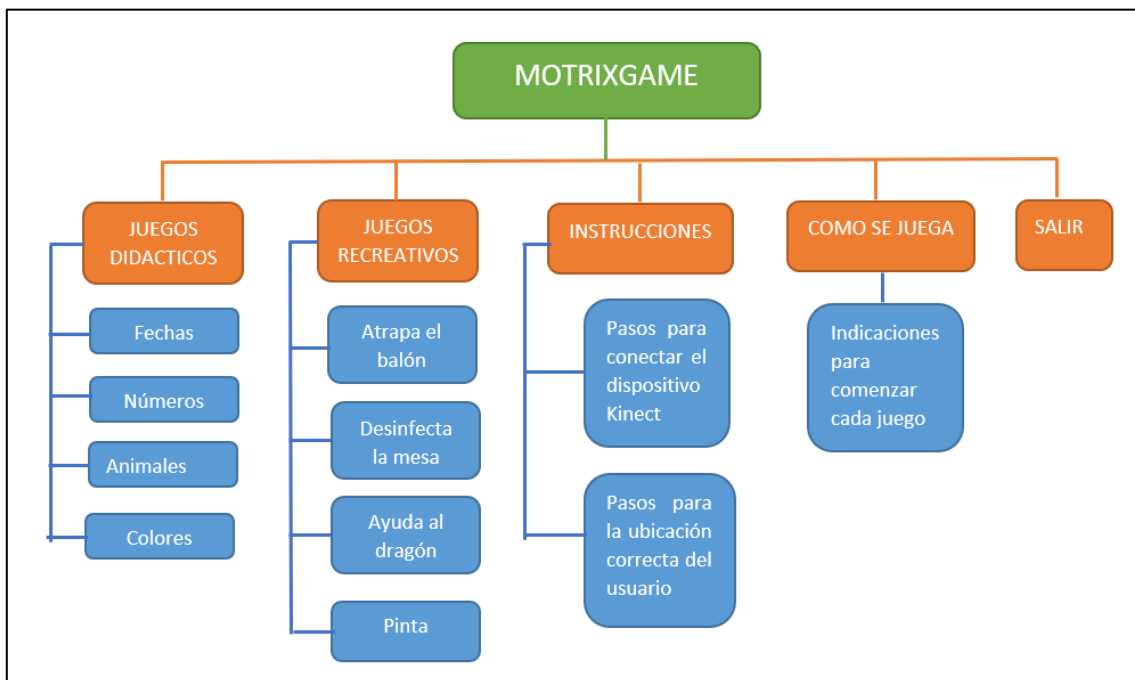 MOTRIXGAME
JUEGOS
DIDACTICOS
Fechas
Números
Animales
Colores
JUEGOS
RECREATIVOS
Atrapa el
balón
Desinfecta
la mesa
Ayuda al
dragón
Pinta
INSTRUCCIONES
Pasos para
conectar el
dispositivo
Kinect
Pasos para
la ubicación
correcta del
usuario
COMO SE JUEGA
Indicaciones
para
comenzar
cada juego
SALIR